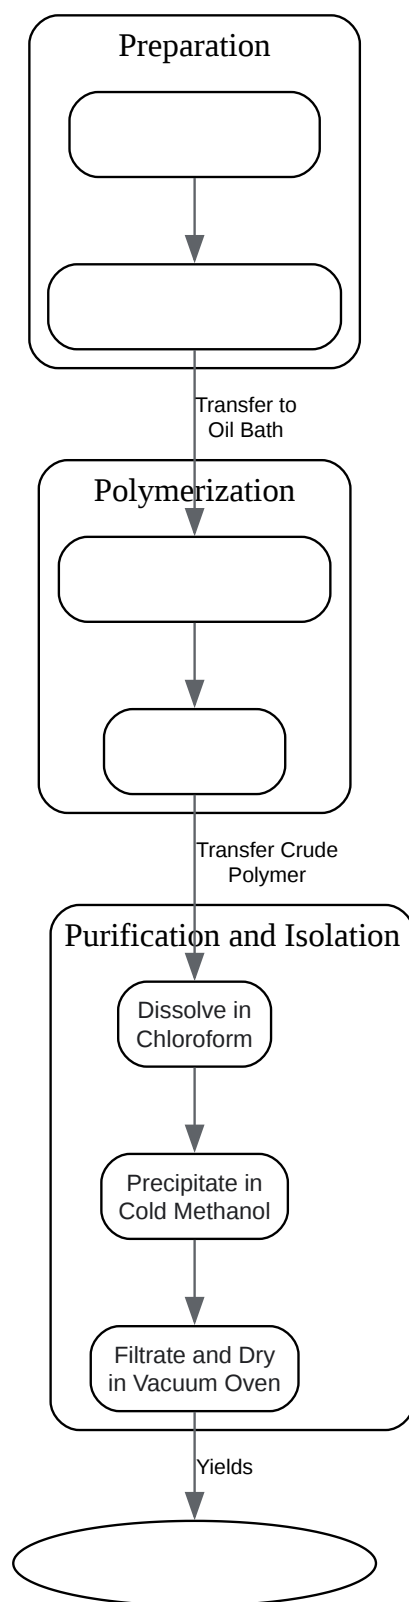 Preparation
Transfer to
Oil Bath
Polymerization
Transfer Crude
Polymer
Purification and Isolation
Dissolve in
Chloroform
Precipitate in
Cold Methanol
Filtrate and Dry
in Vacuum Oven
Yields